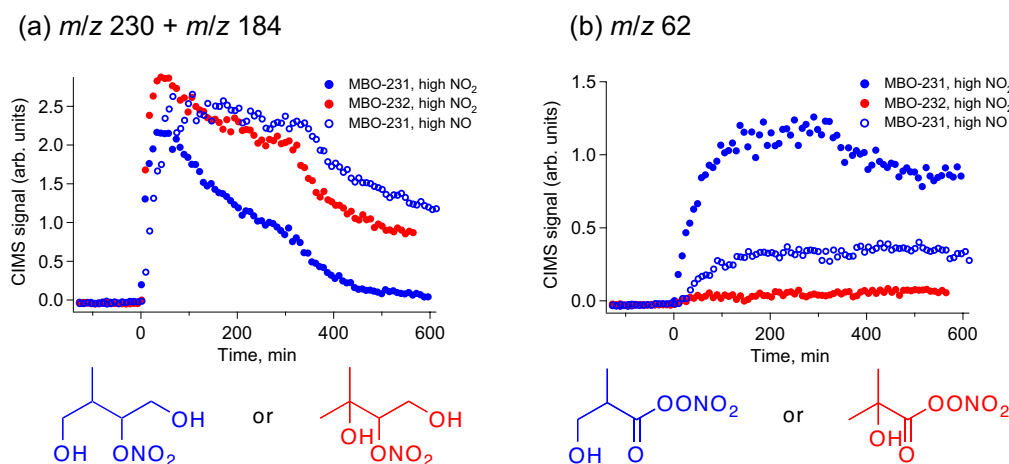 (a) m/z 230 + m/z 184
CIMS signal (arb. units)
2.5
2.0
1.5
1.0
0.5
0.0
MBO-231, high NO₂
MBO-232, high NO₂
MBO-231, high NO
0 200 400 600
Time, min
OH
OH
ONO₂
or
OH
OH
ONO₂
(b) m/z 62
CIMS signal (arb. units)
1.5
1.0
0.5
0.0
MBO-231, high NO₂
MBO-232, high NO₂
MBO-231, high NO
0 200 400 600
Time, min
OONO₂
OH
O
or
OONO₂
OH
O